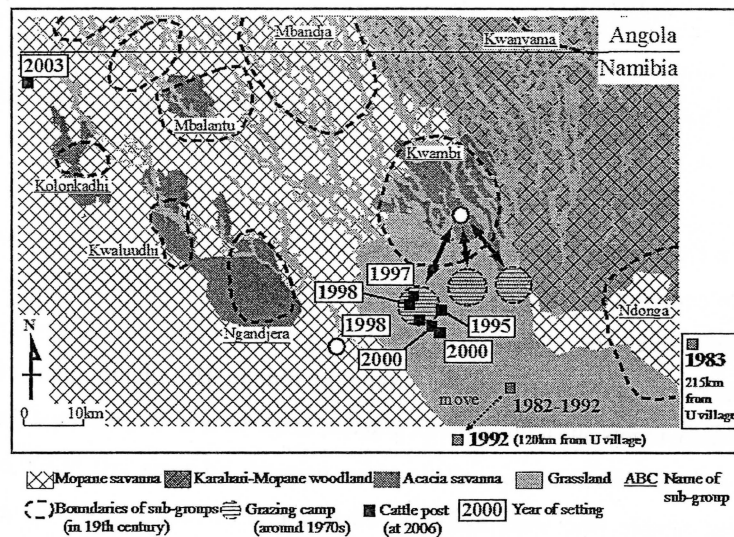 Mbandja
Kwanyama
Angola
Namibia
2003
Mbalantu
Kwambi
Kolonkadhi
Kwaluudhi
1997
1998
Ngandjera
1998
1995
Ndonga
N
2000
2000
1983
215km
from
U village
0 10km
move
1982-1992
1992 (120km from U village)
Mopane savanna Karahari-Mopane woodland Acacia savanna Grassland ABC Name of
sub-group
Boundaries of sub-groups Grazing camp Cattle post 2000 Year of setting
(in 19th century) (around 1970s) (at 2006)